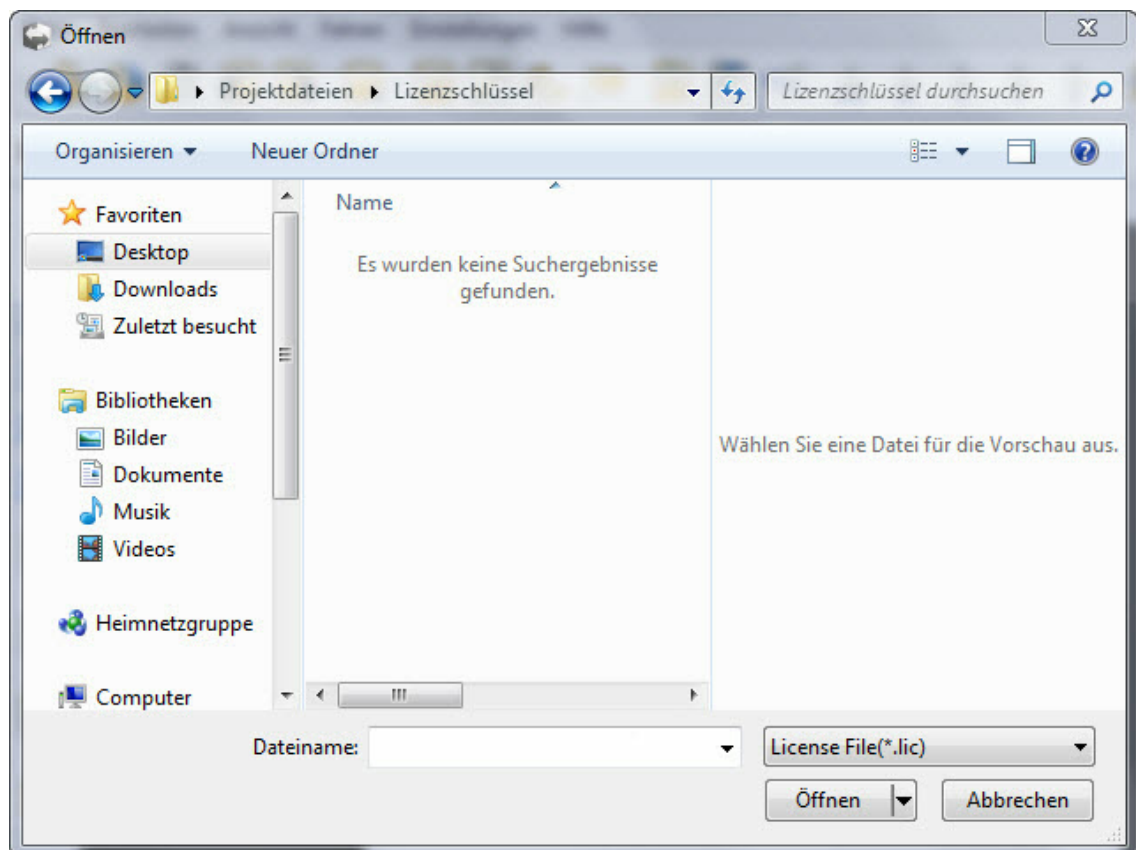 Öffnen
Projektdateien Lizenzschlüssel
Lizenzschlüssel durchsuchen
Organisieren Neuer Ordner
Favoriten
Desktop
Downloads
Zuletzt besucht
Bibliotheken
Bilder
Dokumente
Musik
Videos
Heimnetzgruppe
Computer
Name
Es wurden keine Suchergebnisse
gefunden.
Wählen Sie eine Datei für die Vorschau aus.
Dateiname:
License File(*.lic)
Öffnen Abbrechen